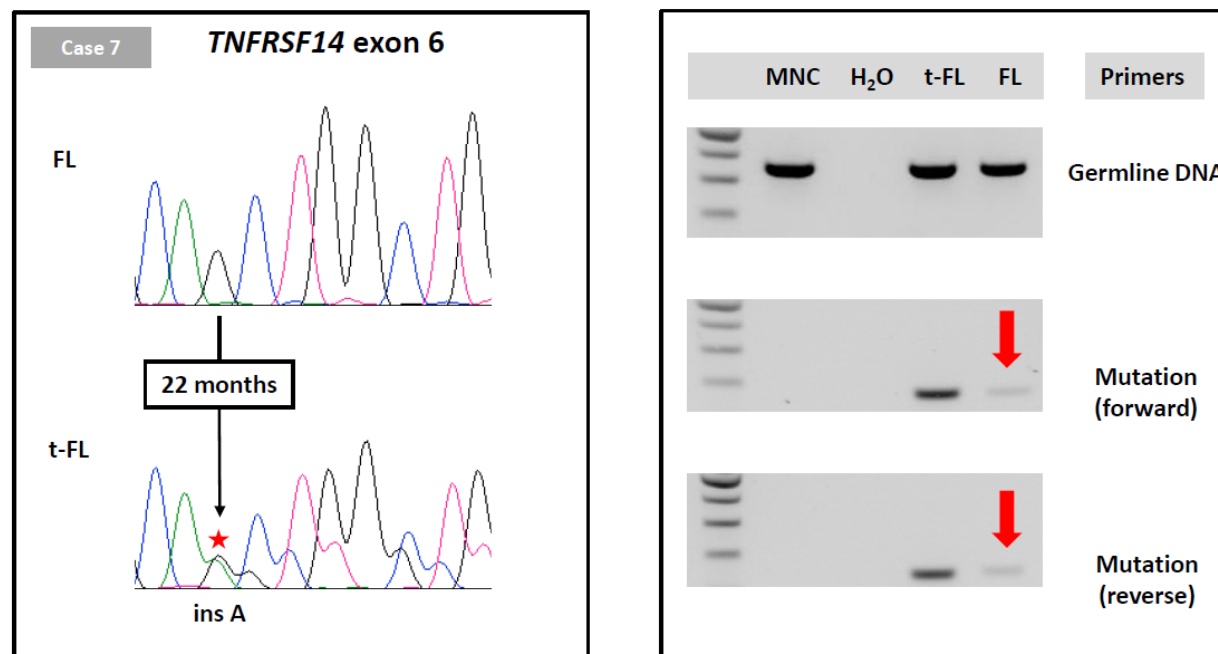 Case 7
TNFRSF14 exon 6
FL
22 months
t-FL
ins A
MNC H₂O t-FL FL Primers
Germline DNA
Mutation
(forward)
Mutation
(reverse)